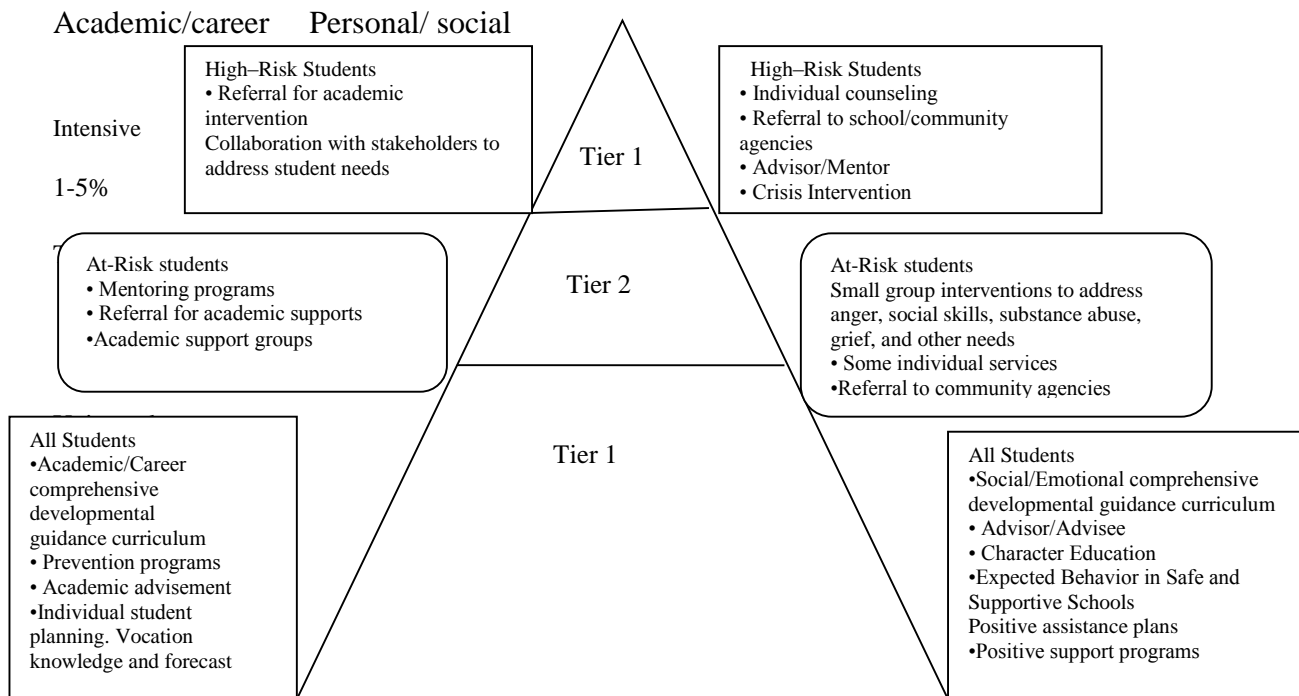 Academic/career Personal/ social
High–Risk Students
• Referral for academic
intervention
Collaboration with stakeholders to
address student needs
Intensive
1-5%
Tier 1
High–Risk Students
• Individual counseling
• Referral to school/community
agencies
• Advisor/Mentor
• Crisis Intervention
At-Risk students
• Mentoring programs
• Referral for academic supports
•Academic support groups
Tier 2
At-Risk students
Small group interventions to address
anger, social skills, substance abuse,
grief, and other needs
• Some individual services
•Referral to community agencies
All Students
•Academic/Career
comprehensive
developmental
guidance curriculum
• Prevention programs
• Academic advisement
•Individual student
planning. Vocation
knowledge and forecast
Tier 1
All Students
•Social/Emotional comprehensive
developmental guidance curriculum
• Advisor/Advisee
• Character Education
•Expected Behavior in Safe and
Supportive Schools
Positive assistance plans
•Positive support programs